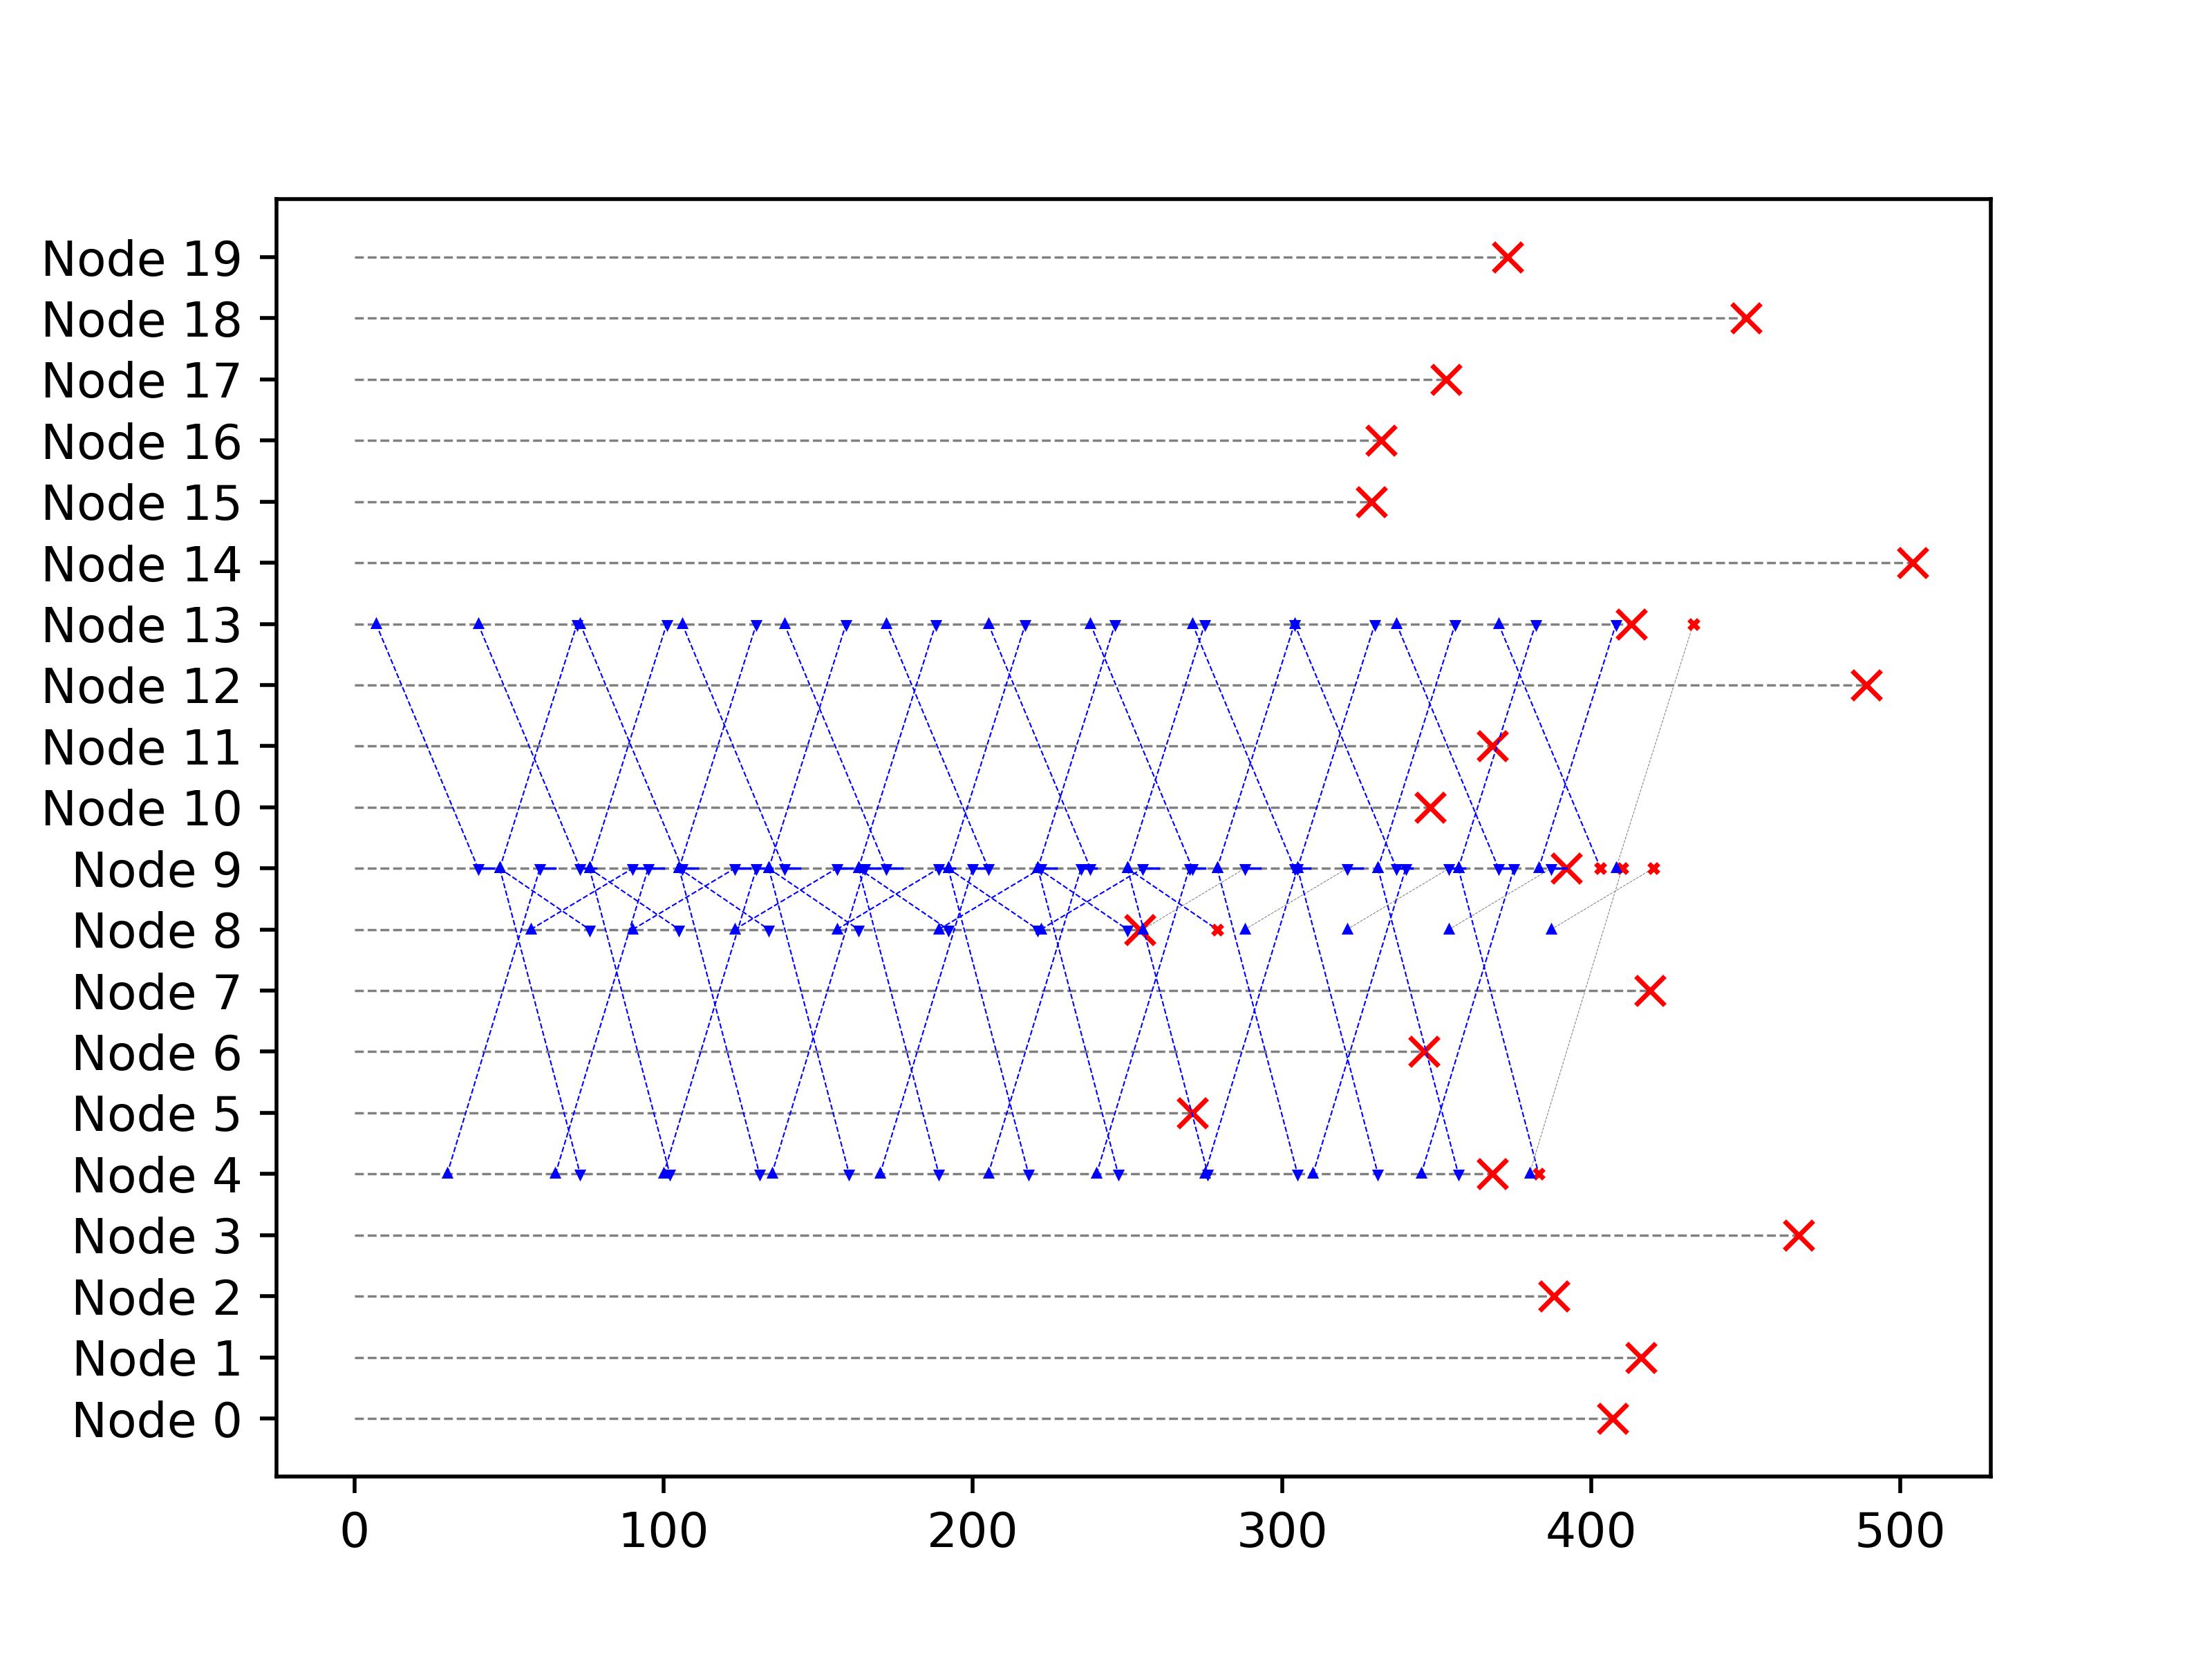 Node 19
Node 18
Node 17
Node 16
Node 15
Node 14
Node 13
Node 12
Node 11
Node 10
Node 9
Node 8
Node 7
Node 6
Node 5
Node 4
Node 3
Node 2
Node 1
Node 0
0 100 200 300 400 500